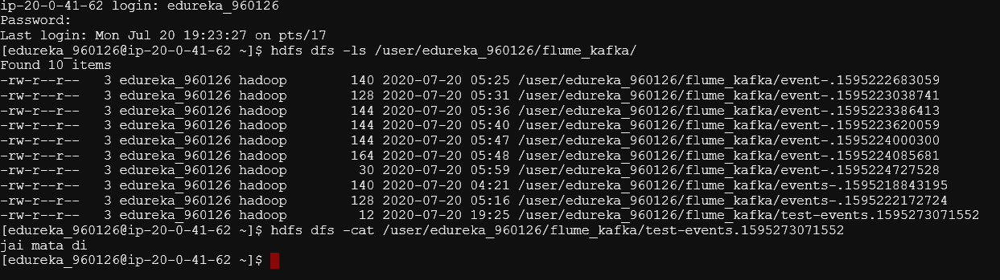 ip-20-0-41-62 login: edureka_960126
Password:
Last login: Mon Jul 20 19:23:27 on pts/17
[edureka_960126@ip-20-0-41-62 ~]$ hdfs dfs -ls /user/edureka_960126/flume_kafka/
Found 10 items
-rw-r--r--   3 edureka_960126 hadoop        140 2020-07-20 05:25 /user/edureka_960126/flume_kafka/event-.1595222683059
-rw-r--r--   3 edureka_960126 hadoop        128 2020-07-20 05:31 /user/edureka_960126/flume_kafka/event-.1595223038741
-rw-r--r--   3 edureka_960126 hadoop        144 2020-07-20 05:36 /user/edureka_960126/flume_kafka/event-.1595223386413
-rw-r--r--   3 edureka_960126 hadoop        144 2020-07-20 05:40 /user/edureka_960126/flume_kafka/event-.1595223620059
-rw-r--r--   3 edureka_960126 hadoop        144 2020-07-20 05:47 /user/edureka_960126/flume_kafka/event-.1595224000300
-rw-r--r--   3 edureka_960126 hadoop        164 2020-07-20 05:48 /user/edureka_960126/flume_kafka/event-.1595224085681
-rw-r--r--   3 edureka_960126 hadoop         30 2020-07-20 05:59 /user/edureka_960126/flume_kafka/event-.1595224727528
-rw-r--r--   3 edureka_960126 hadoop        140 2020-07-20 04:21 /user/edureka_960126/flume_kafka/events-.1595218843195
-rw-r--r--   3 edureka_960126 hadoop        128 2020-07-20 05:16 /user/edureka_960126/flume_kafka/events-.1595222172724
-rw-r--r--   3 edureka_960126 hadoop         12 2020-07-20 19:25 /user/edureka_960126/flume_kafka/test-events.1595273071552
[edureka_960126@ip-20-0-41-62 ~]$ hdfs dfs -cat /user/edureka_960126/flume_kafka/test-events.1595273071552
jai mata di
[edureka_960126@ip-20-0-41-62 ~]$